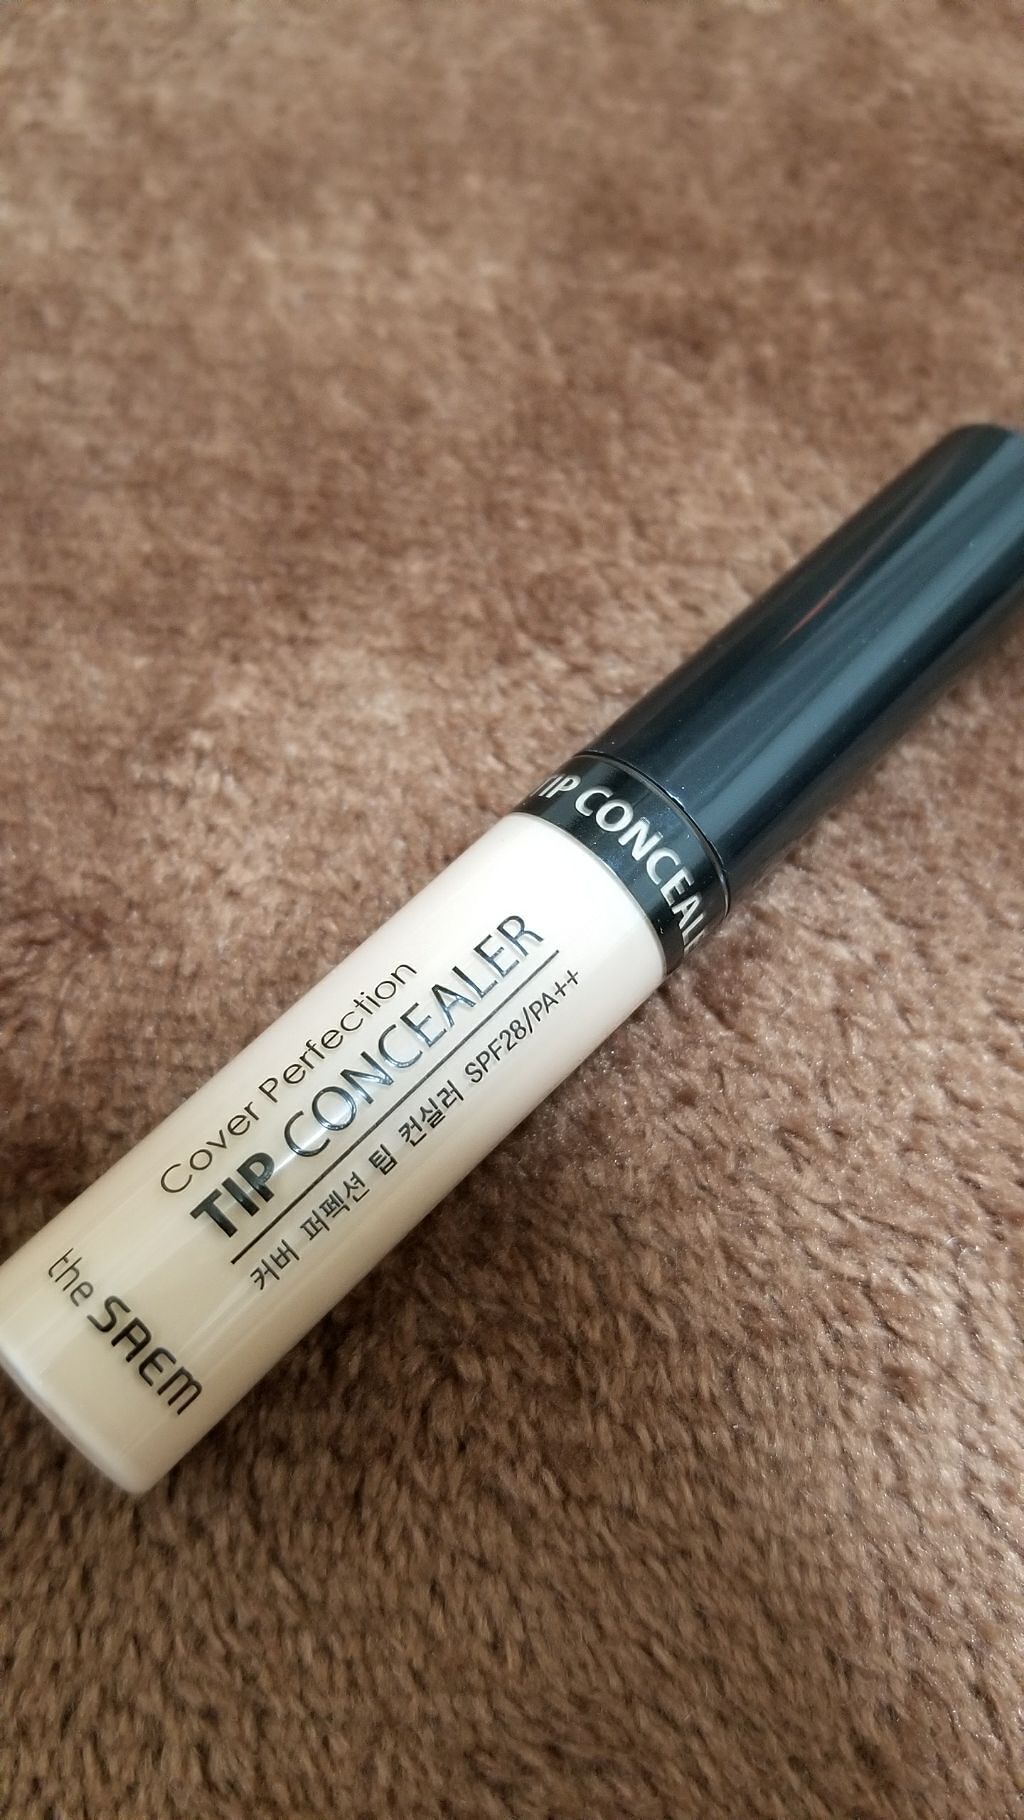 TIP CONCEAL
Cover Perfection
TIP CONCEALER
커버 퍼펙션 팁 컨실러 SPF28/PA++
the SAEM